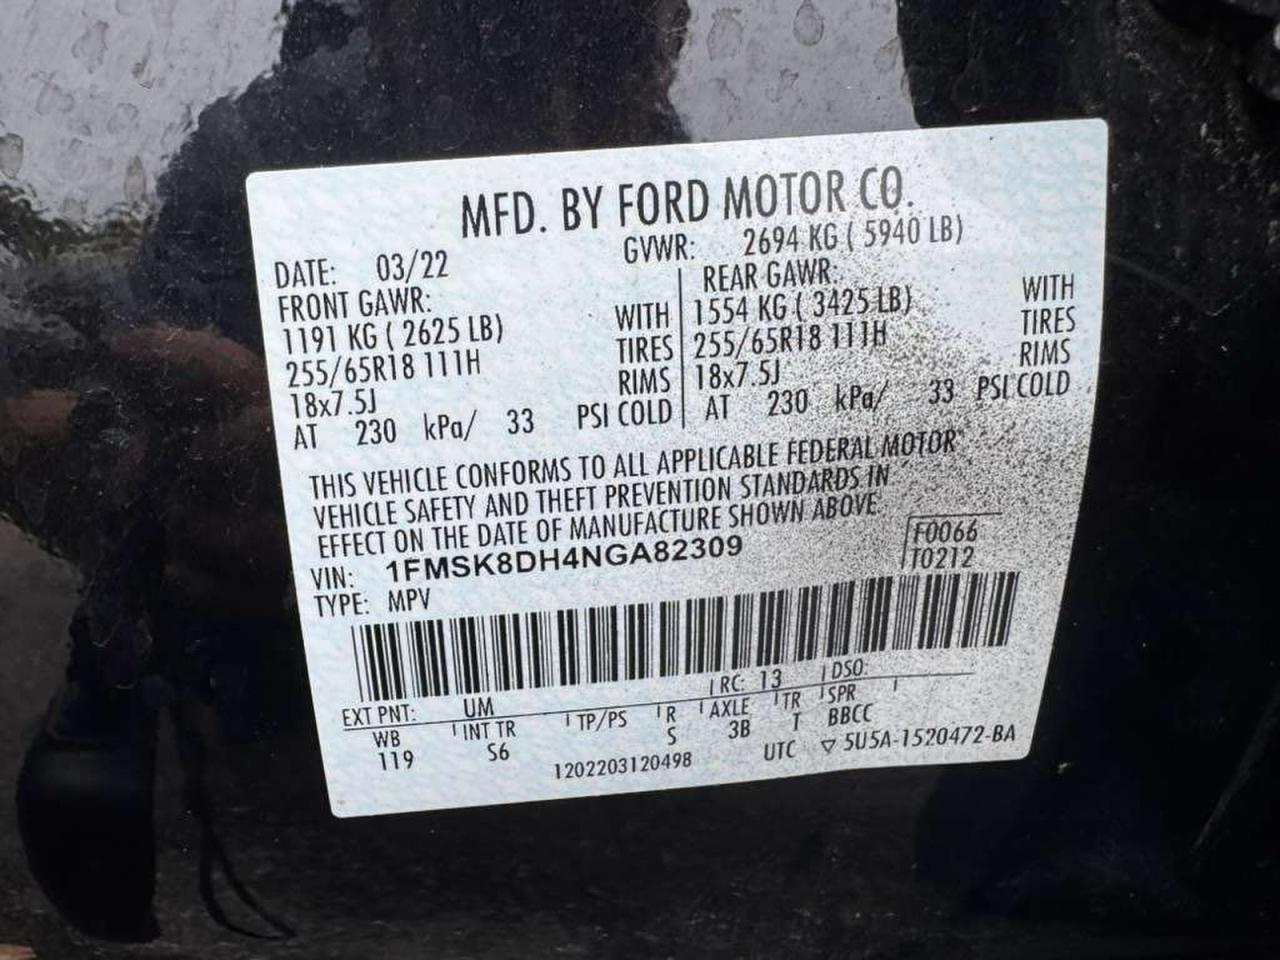 MFD. BY FORD MOTOR CO.
DATE: 03/22
GVWR: 2694 KG ( 5940 LB)
FRONT GAWR:
1191 KG ( 2625 LB) WITH
255/65R18 111H TIRES
18x7.5J RIMS
AT 230 kPa/ 33 PSI COLD
REAR GAWR:
1554 KG ( 3425 LB) WITH
255/65R18 111H TIRES
18x7.5J RIMS
AT 230 kPa/ 33 PSI COLD
THIS VEHICLE CONFORMS TO ALL APPLICABLE FEDERAL MOTOR
VEHICLE SAFETY AND THEFT PREVENTION STANDARDS IN
EFFECT ON THE DATE OF MANUFACTURE SHOWN ABOVE.
VIN: 1FMSK8DH4NGA82309
F0066
T0212
TYPE: MPV
EXT PNT: UM RC: 13 DSO:
WB INT TR TP/PS R AXLE TR SPR
119 S6 S 3B T BBCC
1202203120498 UTC ▽ 5U5A-1520472-BA